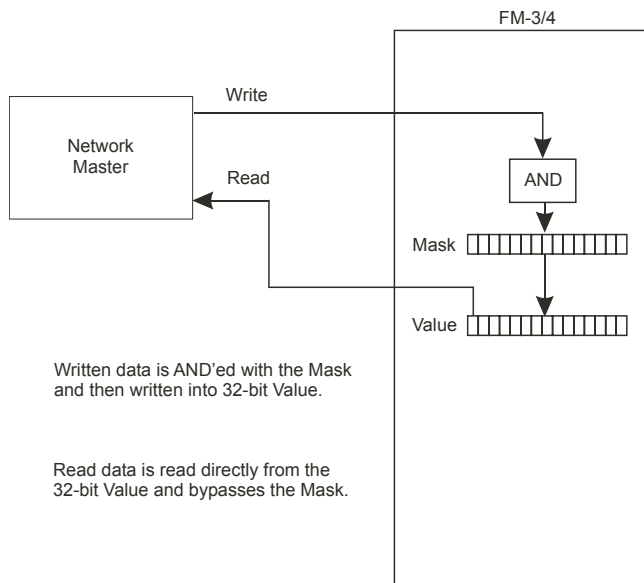 FM-3/4
Write
Network
Master
Read
AND
Mask
Value
Written data is AND'ed with the Mask
and then written into 32-bit Value.
Read data is read directly from the
32-bit Value and bypasses the Mask.